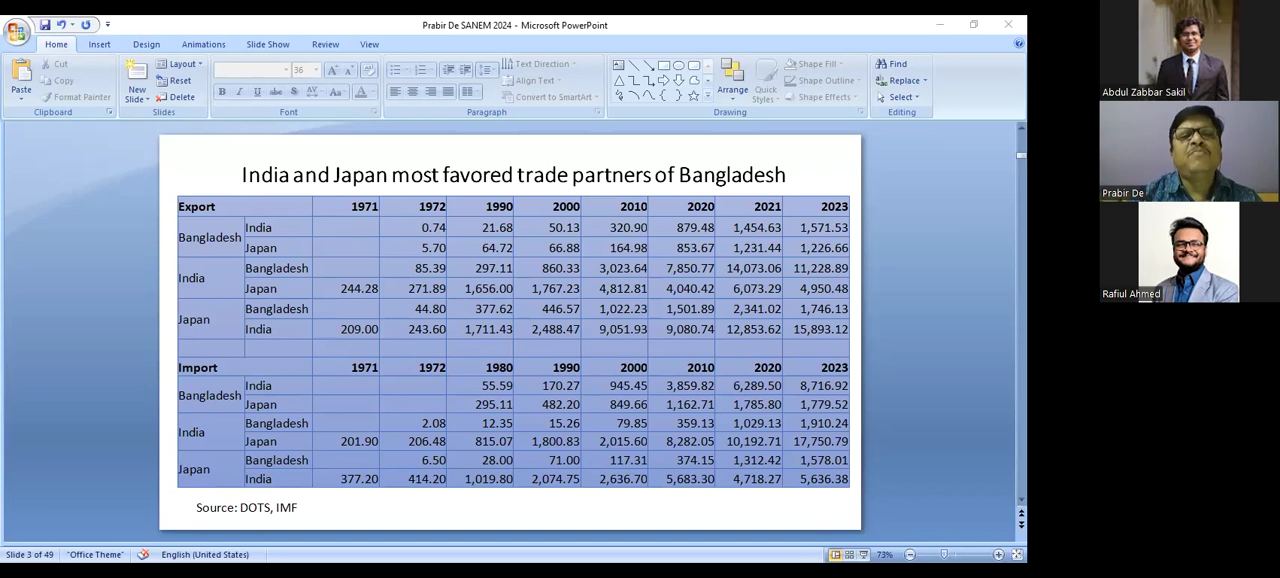 Prabir De SANEM 2024 - Microsoft PowerPoint
Home Insert Design Animations Slide Show Review View
Paste Cut Copy Format Painter
Clipboard
New Slide Layout Reset Delete
Slides
36
Font
Text Direction Align Text Convert to SmartArt
Paragraph
Arrange Quick Styles Shape Fill Shape Outline Shape Effects
Drawing
Find Replace Select
Editing
India and Japan most favored trade partners of Bangladesh
Export 1971 1972 1990 2000 2010 2020 2021 2023
Bangladesh India 0.74 21.68 50.13 320.90 879.48 1,454.63 1,571.53
Japan 5.70 64.72 66.88 164.98 853.67 1,231.44 1,226.66
India Bangladesh 85.39 297.11 860.33 3,023.64 7,850.77 14,073.06 11,228.89
Japan 244.28 271.89 1,656.00 1,767.23 4,812.81 4,040.42 6,073.29 4,950.48
Japan Bangladesh 44.80 377.62 446.57 1,022.23 1,501.89 2,341.02 1,746.13
India 209.00 243.60 1,711.43 2,488.47 9,051.93 9,080.74 12,853.62 15,893.12
Import 1971 1972 1980 1990 2000 2010 2020 2023
Bangladesh India 55.59 170.27 945.45 3,859.82 6,289.50 8,716.92
Japan 295.11 482.20 849.66 1,162.71 1,785.80 1,779.52
India Bangladesh 2.08 12.35 15.26 79.85 359.13 1,029.13 1,910.24
Japan 201.90 206.48 815.07 1,800.83 2,015.60 8,282.05 10,192.71 17,750.79
Japan Bangladesh 6.50 28.00 71.00 117.31 374.15 1,312.42 1,578.01
India 377.20 414.20 1,019.80 2,074.75 2,636.70 5,683.30 4,718.27 5,636.38
Source: DOTS, IMF
Slide 3 of 49 "Office Theme" English (United States) 73%
Abdul Zabbar Sakil
Prabir De
Rafiul Ahmed